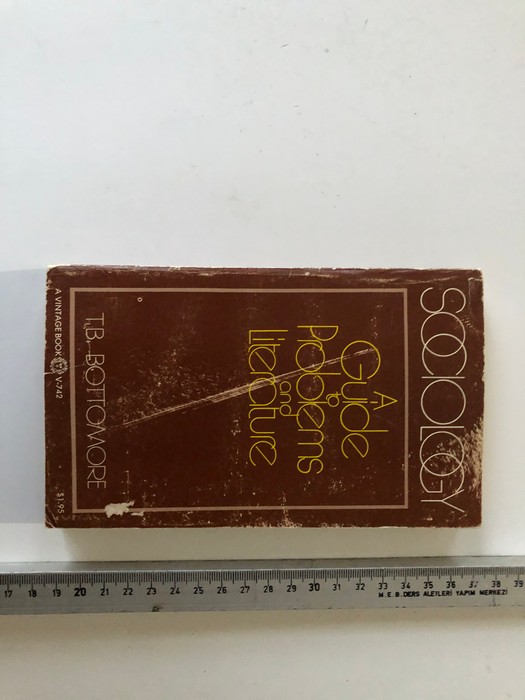 SOCIOLOGY
A
Guide
to
Problems
and
Literature
T.B. BOTTOMORE
A VINTAGE BOOK V-742
$1.95
17 18 19 20 21 22 23 24 25 26 27 28 29 30 31 32 33 34 35 36 37 38 39
M.E.B. DERS ALETLERİ YAPIM MERKEZİ